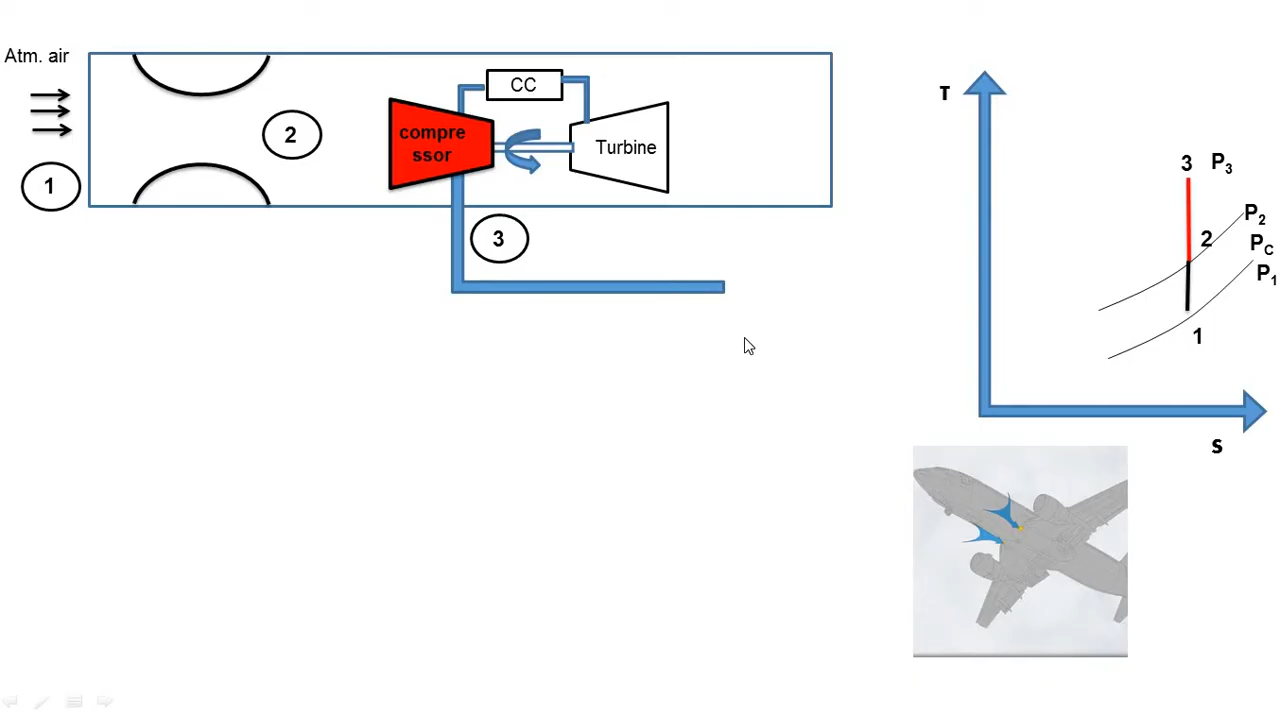 Atm. air
CC
compre
ssor
Turbine
1
2
3
T
3 P3
2
P2
PC
P1
1
S